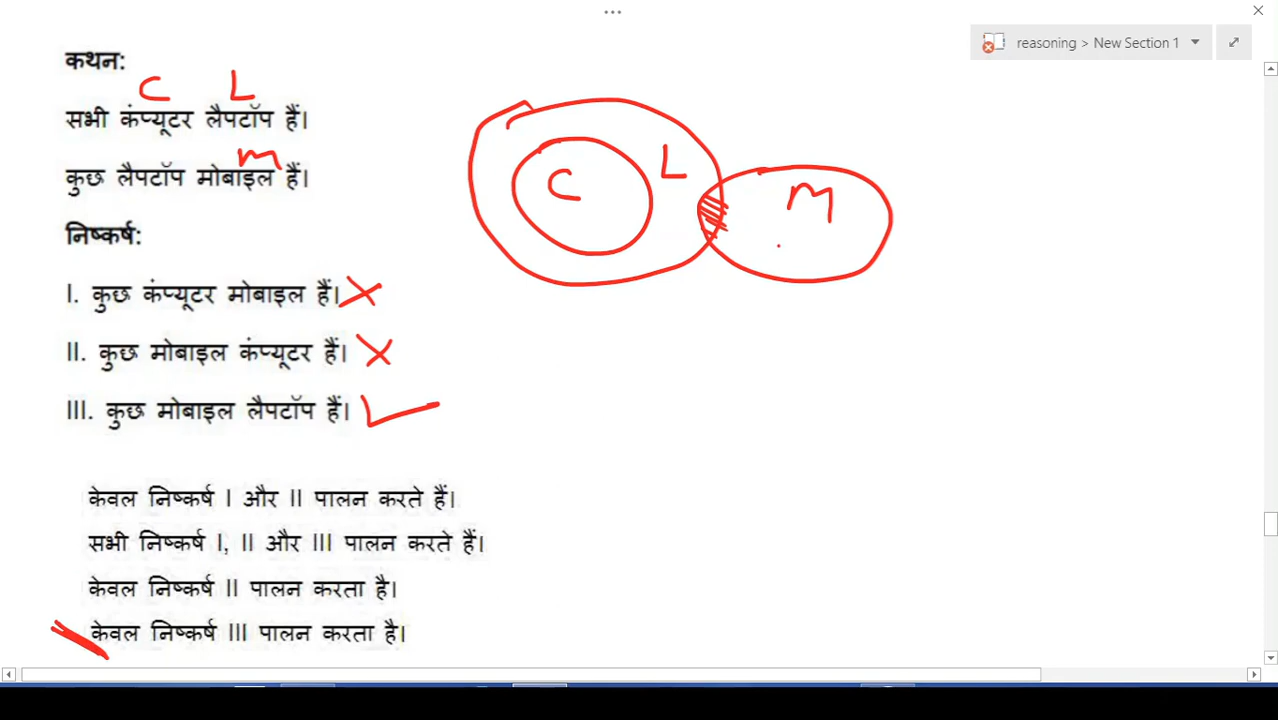 reasoning > New Section 1
कथन:
C L
सभी कंप्यूटर लैपटॉप हैं।
m
कुछ लैपटॉप मोबाइल हैं।
निष्कर्ष:
I. कुछ कंप्यूटर मोबाइल हैं।
II. कुछ मोबाइल कंप्यूटर हैं।
III. कुछ मोबाइल लैपटॉप हैं।
केवल निष्कर्ष I और II पालन करते हैं।
सभी निष्कर्ष I, II और III पालन करते हैं।
केवल निष्कर्ष II पालन करता है।
केवल निष्कर्ष III पालन करता है।
C L m